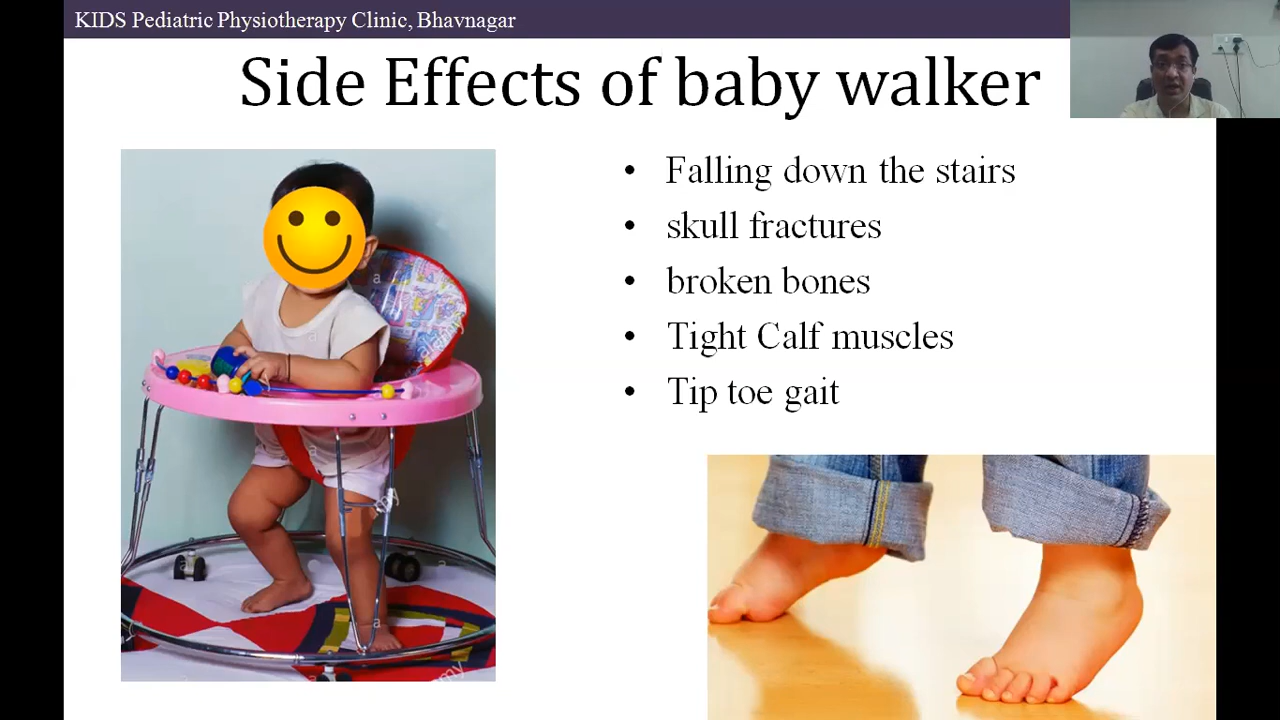 KIDS Pediatric Physiotherapy Clinic, Bhavnagar
Side Effects of baby walker
• Falling down the stairs
• skull fractures
• broken bones
• Tight Calf muscles
• Tip toe gait
a
a
a
a
a